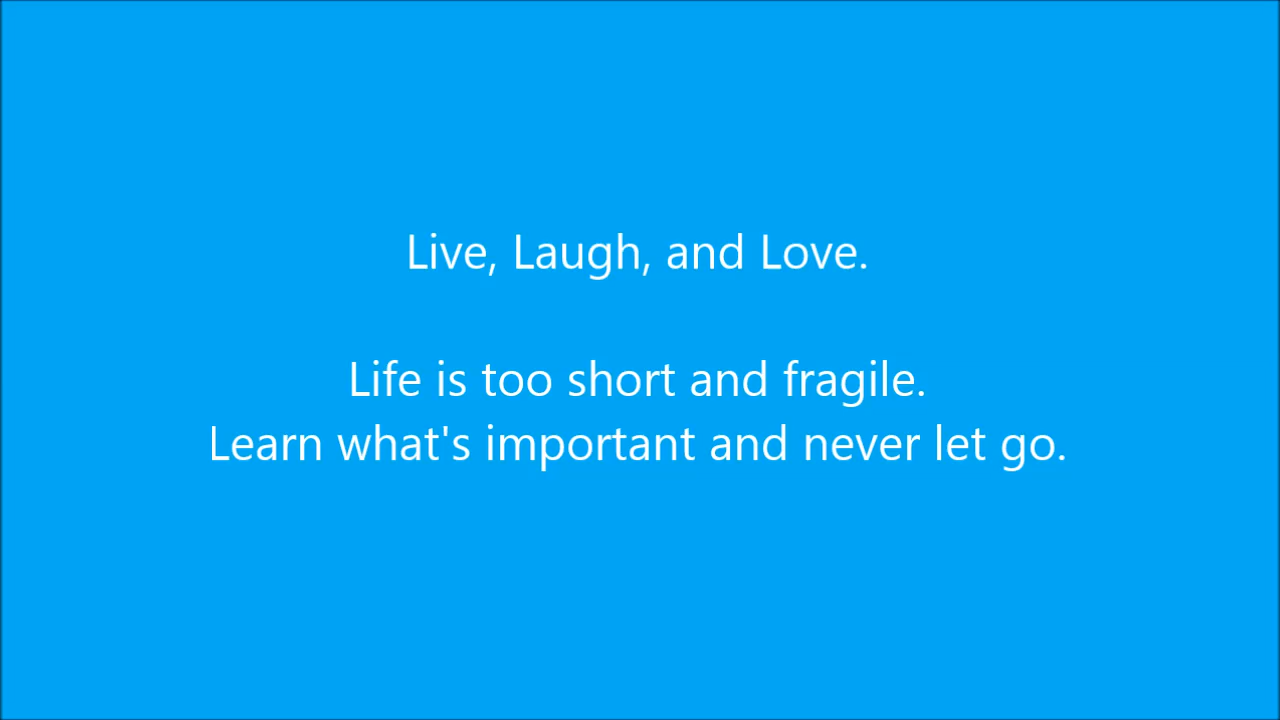 Live, Laugh, and Love.
Life is too short and fragile.
Learn what's important and never let go.